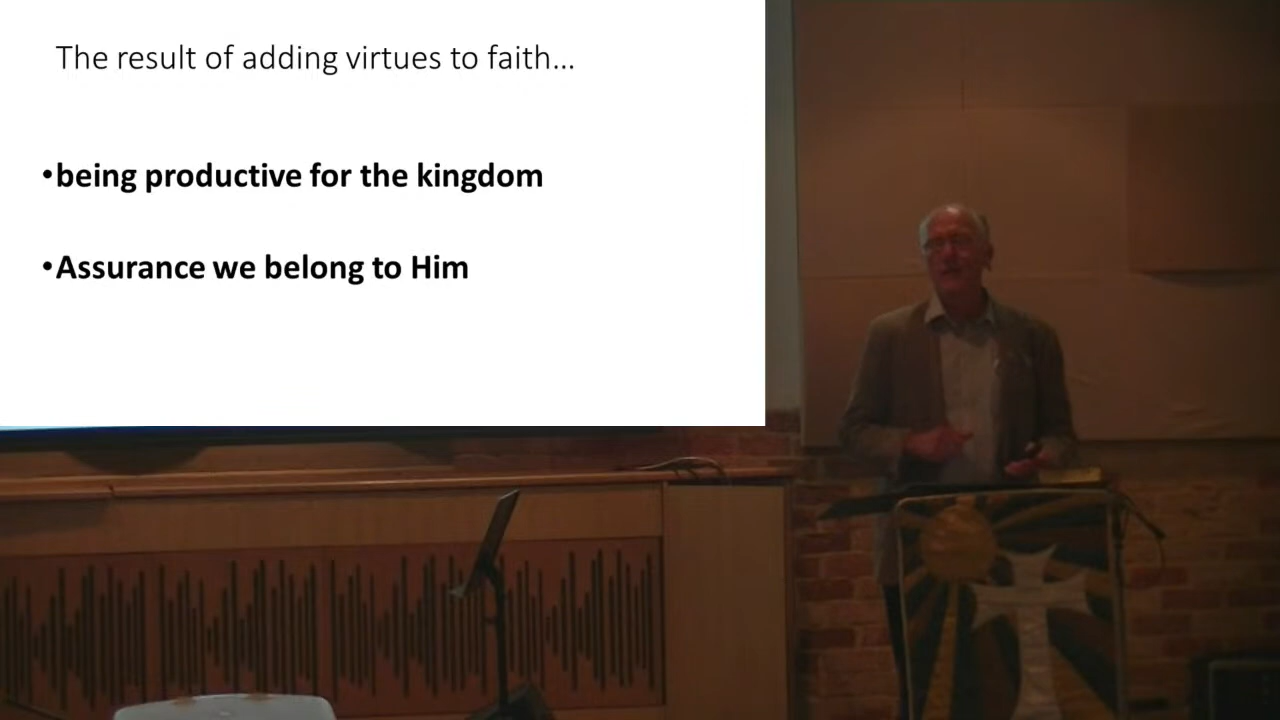 The result of adding virtues to faith…
•being productive for the kingdom
•Assurance we belong to Him